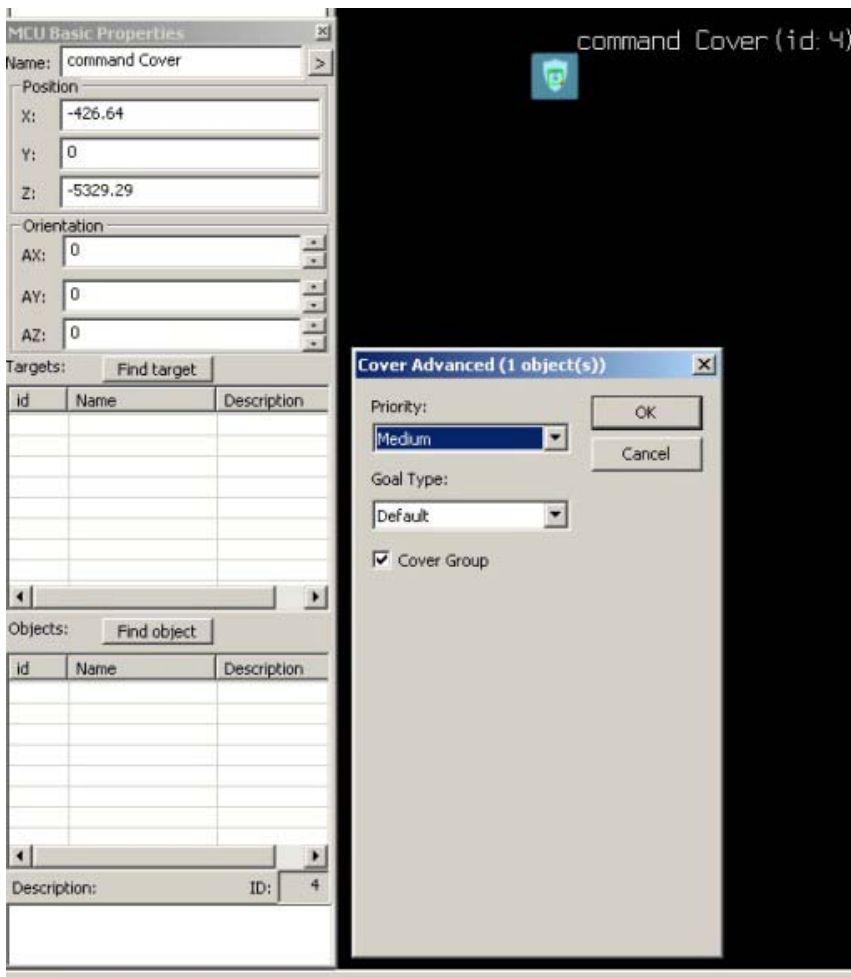 MCU Basic Properties
Name: command Cover >
Position
X: -426.64
Y: 0
Z: -5329.29
Orientation
AX: 0
AY: 0
AZ: 0
Targets: Find target
id Name Description
Objects: Find object
id Name Description
Description: ID: 4
command Cover (id: 4)
Cover Advanced (1 object(s))
Priority:
OK
Medium
Cancel
Goal Type:
Default
Cover Group